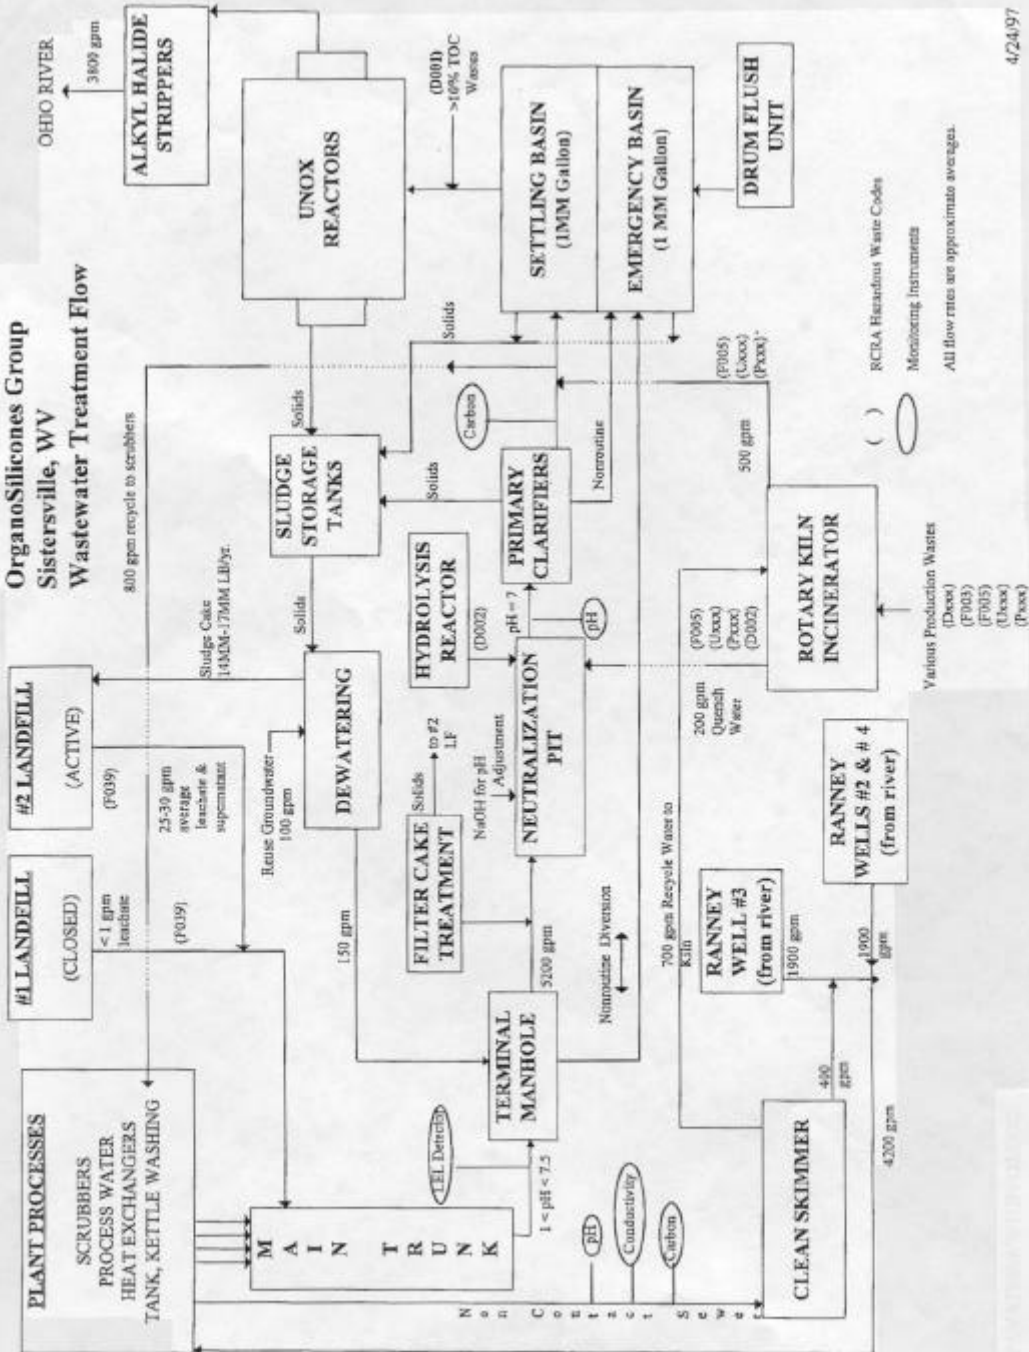 OrganoSilicones Group
Sistersville, WV
Wastewater Treatment Flow
PLANT PROCESSES
SCRUBBERS
PROCESS WATER
HEAT EXCHANGERS
TANK, KETTLE WASHING
#1 LANDFILL
(CLOSED)
< 1 gpm
leachate
(F039)
#2 LANDFILL
(ACTIVE)
(F039)
25-30 gpm
average
leachate &
supernatant
Sludge Cake
14MM-17MM LB/yr.
800 gpm recycle to scrubbers
OHIO RIVER
3800 gpm
ALKYL HALIDE
STRIPPERS
MAIN TRUNK
Reuse Groundwater
100 gpm
DEWATERING
Solids
SLUDGE
STORAGE
TANKS
Solids
UNOX
REACTORS
150 gpm
Solids
Solids
(D001)
>10% TOC
Wastes
LEL Detector
1 < pH < 7.5
TERMINAL
MANHOLE
5200 gpm
FILTER CAKE
TREATMENT
Solids
to #2
LF
NaOH for pH
Adjustment
HYDROLYSIS
REACTOR
(D002)
NEUTRALIZATION
PIT
pH = 7
pH
PRIMARY
CLARIFIERS
Carbon
Nonroutine
SETTLING BASIN
(1MM Gallon)
EMERGENCY BASIN
(1 MM Gallon)
Nonroutine Diversion
Non Contact Sewer
pH
Conductivity
Carbon
700 gpm Recycle Water to
Kiln
200 gpm
Quench
Water
(F005)
(Uxxx)
(Pxxx)
(D002)
500 gpm
(F005)
(Uxxx)
(Pxxx)
DRUM FLUSH
UNIT
CLEAN SKIMMER
400
gpm
RANNEY
WELL #3
(from river)
1900 gpm
1900
gpm
RANNEY
WELLS #2 & # 4
(from river)
4200 gpm
ROTARY KILN
INCINERATOR
Various Production Wastes
(Dxxx)
(F003)
(F005)
(Uxxx)
(Pxxx)
( )
RCRA Hazardous Waste Codes
Monitoring Instruments
All flow rates are approximate averages.
4/24/97